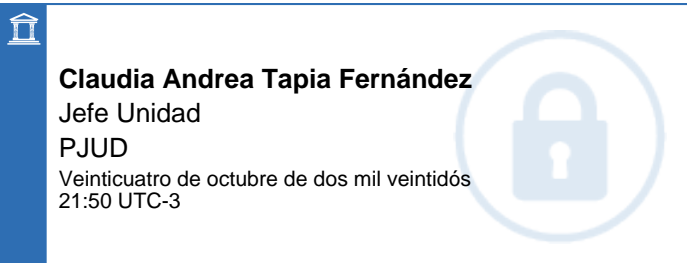 Claudia Andrea Tapia Fernández
Jefe Unidad
PJUD
Veinticuatro de octubre de dos mil veintidós
21:50 UTC-3